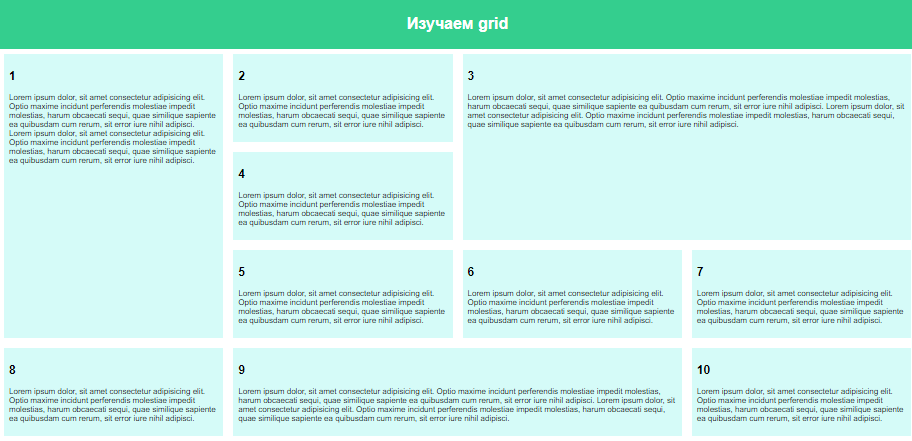 Изучаем grid
1
Lorem ipsum dolor, sit amet consectetur adipisicing elit.
Optio maxime incidunt perferendis molestiae impedit
molestias, harum obcaecati sequi, quae similique sapiente
ea quibusdam cum rerum, sit error iure nihil adipisci.
Lorem ipsum dolor, sit amet consectetur adipisicing elit.
Optio maxime incidunt perferendis molestiae impedit
molestias, harum obcaecati sequi, quae similique sapiente
ea quibusdam cum rerum, sit error iure nihil adipisci.
2
Lorem ipsum dolor, sit amet consectetur adipisicing elit.
Optio maxime incidunt perferendis molestiae impedit
molestias, harum obcaecati sequi, quae similique sapiente
ea quibusdam cum rerum, sit error iure nihil adipisci.
3
Lorem ipsum dolor, sit amet consectetur adipisicing elit. Optio maxime incidunt perferendis molestiae impedit molestias,
harum obcaecati sequi, quae similique sapiente ea quibusdam cum rerum, sit error iure nihil adipisci. Lorem ipsum dolor, sit
amet consectetur adipisicing elit. Optio maxime incidunt perferendis molestiae impedit molestias, harum obcaecati sequi,
quae similique sapiente ea quibusdam cum rerum, sit error iure nihil adipisci.
4
Lorem ipsum dolor, sit amet consectetur adipisicing elit.
Optio maxime incidunt perferendis molestiae impedit
molestias, harum obcaecati sequi, quae similique sapiente
ea quibusdam cum rerum, sit error iure nihil adipisci.
5
Lorem ipsum dolor, sit amet consectetur adipisicing elit.
Optio maxime incidunt perferendis molestiae impedit
molestias, harum obcaecati sequi, quae similique sapiente
ea quibusdam cum rerum, sit error iure nihil adipisci.
6
Lorem ipsum dolor, sit amet consectetur adipisicing elit.
Optio maxime incidunt perferendis molestiae impedit
molestias, harum obcaecati sequi, quae similique sapiente
ea quibusdam cum rerum, sit error iure nihil adipisci.
7
Lorem ipsum dolor, sit amet consectetur adipisicing elit.
Optio maxime incidunt perferendis molestiae impedit
molestias, harum obcaecati sequi, quae similique sapiente
ea quibusdam cum rerum, sit error iure nihil adipisci.
8
Lorem ipsum dolor, sit amet consectetur adipisicing elit.
Optio maxime incidunt perferendis molestiae impedit
molestias, harum obcaecati sequi, quae similique sapiente
ea quibusdam cum rerum, sit error iure nihil adipisci.
9
Lorem ipsum dolor, sit amet consectetur adipisicing elit. Optio maxime incidunt perferendis molestiae impedit molestias,
harum obcaecati sequi, quae similique sapiente ea quibusdam cum rerum, sit error iure nihil adipisci. Lorem ipsum dolor, sit
amet consectetur adipisicing elit. Optio maxime incidunt perferendis molestiae impedit molestias, harum obcaecati sequi,
quae similique sapiente ea quibusdam cum rerum, sit error iure nihil adipisci.
10
Lorem ipsum dolor, sit amet consectetur adipisicing elit.
Optio maxime incidunt perferendis molestiae impedit
molestias, harum obcaecati sequi, quae similique sapiente
ea quibusdam cum rerum, sit error iure nihil adipisci.